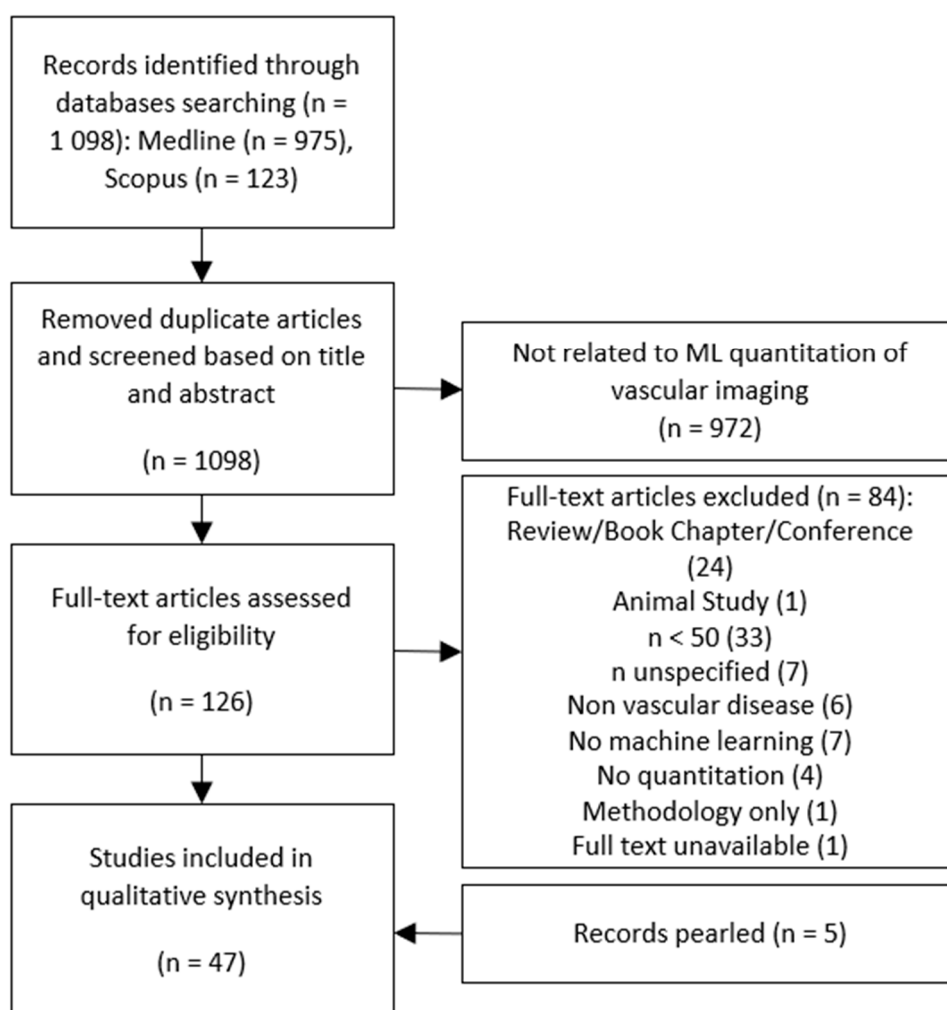 Records identified through
databases searching (n =
1 098): Medline (n = 975),
Scopus (n = 123)
Removed duplicate articles
and screened based on title
and abstract
(n = 1098)
Not related to ML quantitation of
vascular imaging
(n = 972)
Full-text articles assessed
for eligibility
(n = 126)
Full-text articles excluded (n = 84):
Review/Book Chapter/Conference
(24)
Animal Study (1)
n < 50 (33)
n unspecified (7)
Non vascular disease (6)
No machine learning (7)
No quantitation (4)
Methodology only (1)
Full text unavailable (1)
Studies included in
qualitative synthesis
(n = 47)
Records pearled (n = 5)